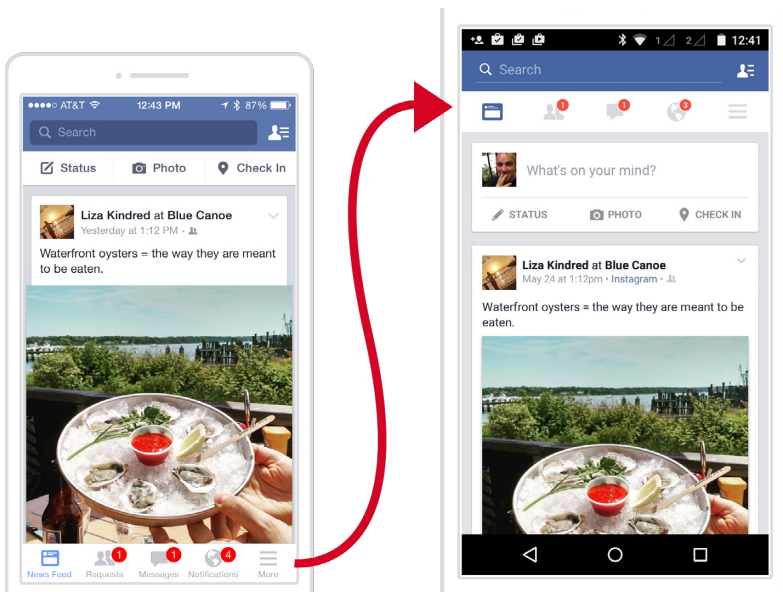 AT&T 12:43 PM 87%
Search
Status Photo Check In
Liza Kindred at Blue Canoe
Yesterday at 1:12 PM ·
Waterfront oysters = the way they are meant
to be eaten.
1 1 4
News Feed Requests Messages Notifications More
1 2 12:41
Search
1 1 3
What's on your mind?
STATUS PHOTO CHECK IN
Liza Kindred at Blue Canoe
May 24 at 1:12pm · Instagram ·
Waterfront oysters = the way they are meant to be
eaten.